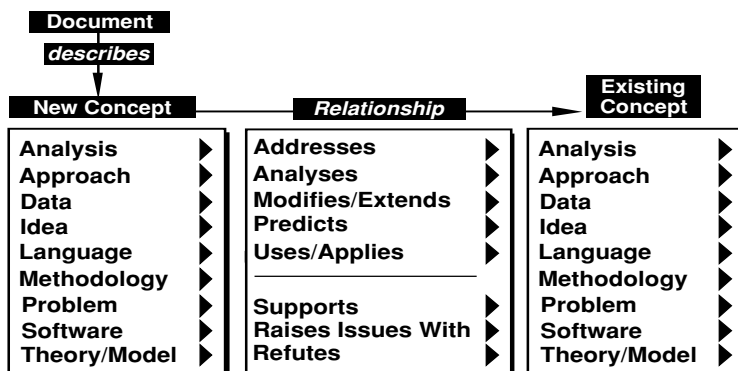 Document
describes
New Concept
Relationship
Existing
Concept
Analysis
Approach
Data
Idea
Language
Methodology
Problem
Software
Theory/Model
Addresses
Analyses
Modifies/Extends
Predicts
Uses/Applies
Supports
Raises Issues With
Refutes
Analysis
Approach
Data
Idea
Language
Methodology
Problem
Software
Theory/Model